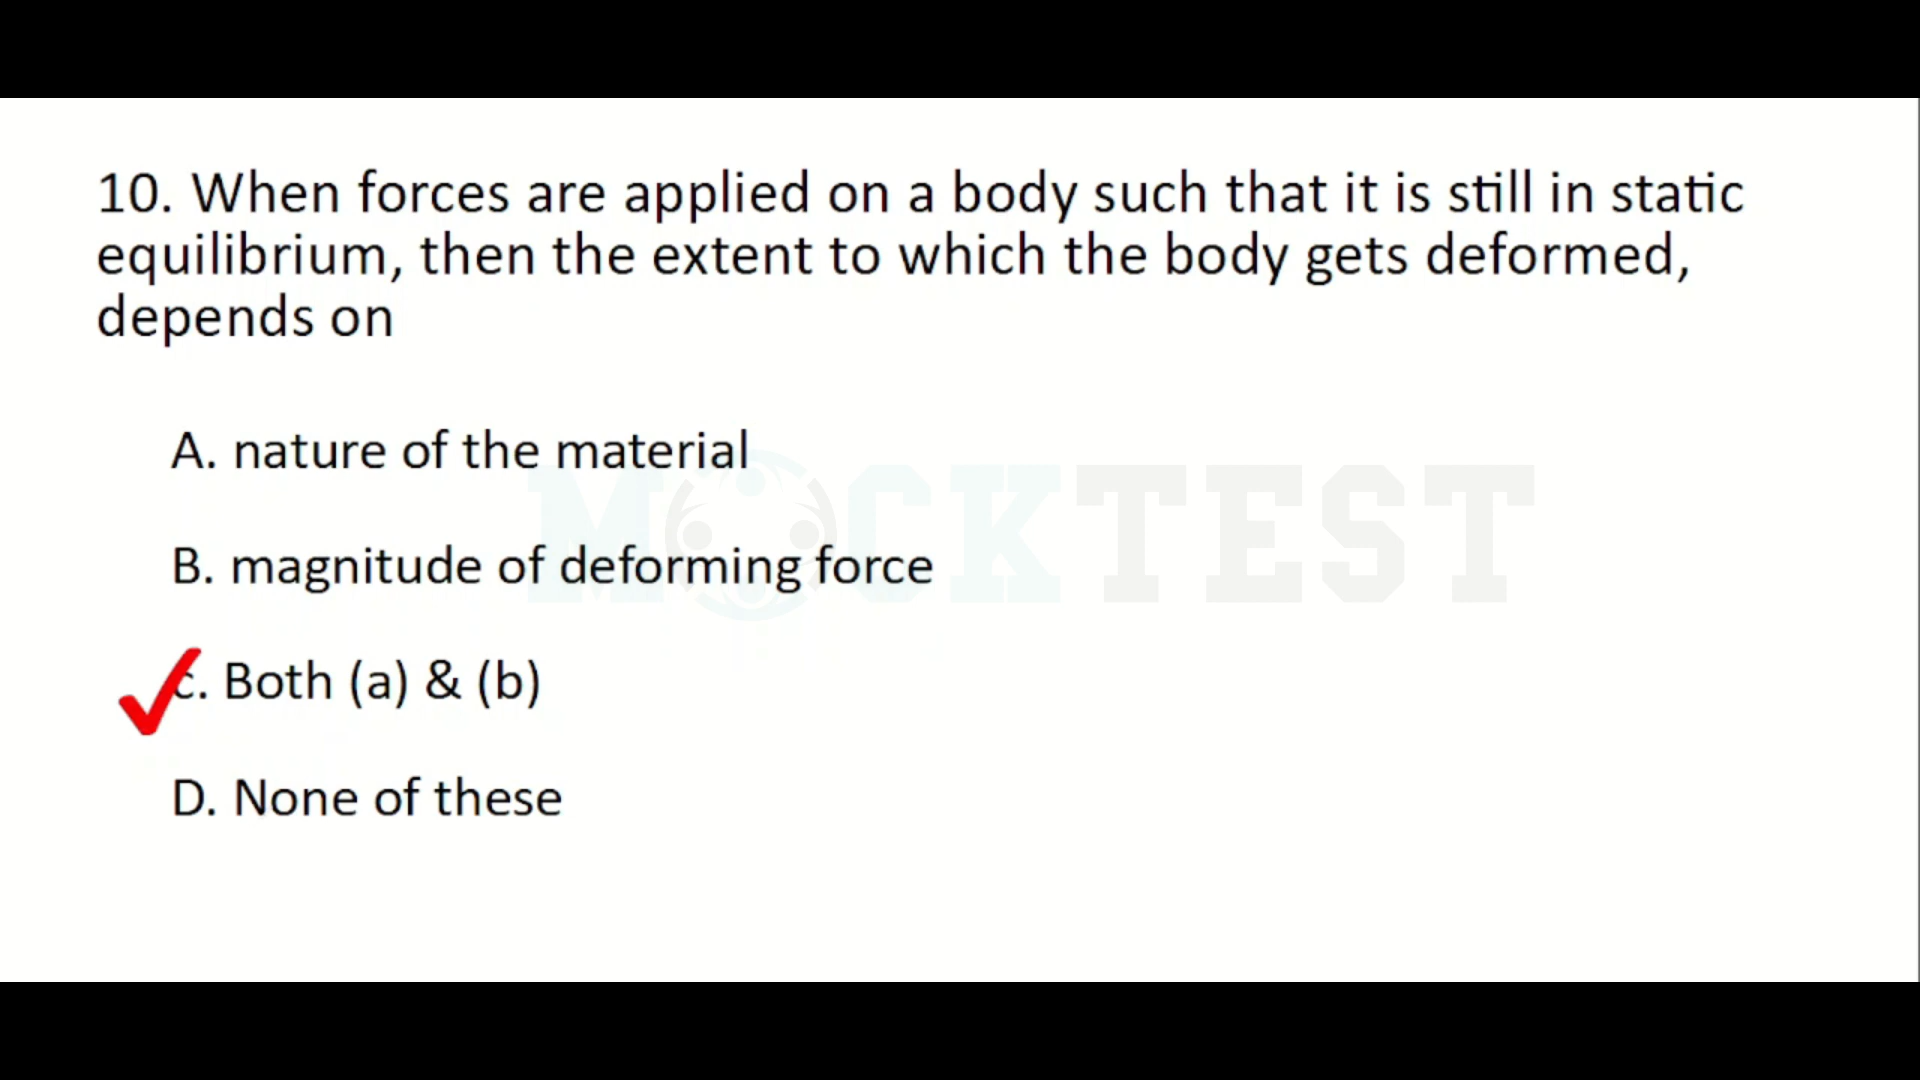 10. When forces are applied on a body such that it is still in static
equilibrium, then the extent to which the body gets deformed,
depends on
A. nature of the material
MOCKTEST
B. magnitude of deforming force
c. Both (a) & (b)
D. None of these